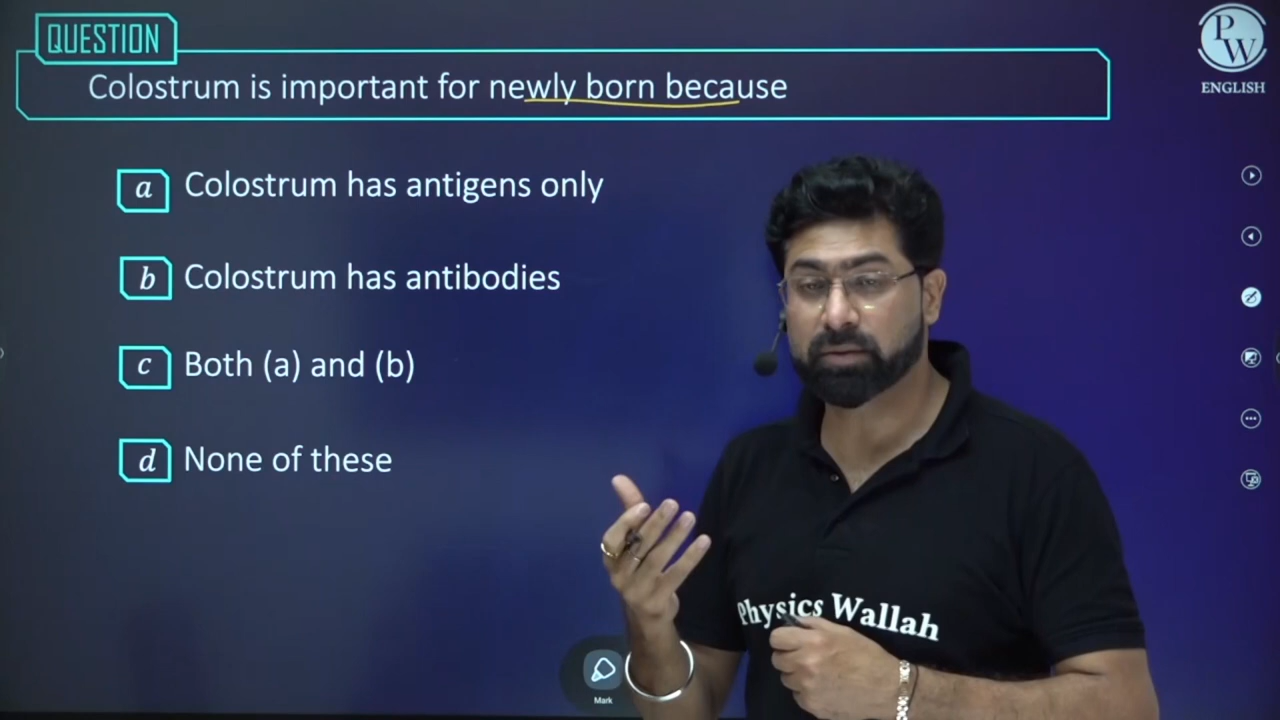 QUESTION
Colostrum is important for newly born because
a Colostrum has antigens only
b Colostrum has antibodies
c Both (a) and (b)
d None of these
PW
ENGLISH
Physics Wallah
Mark